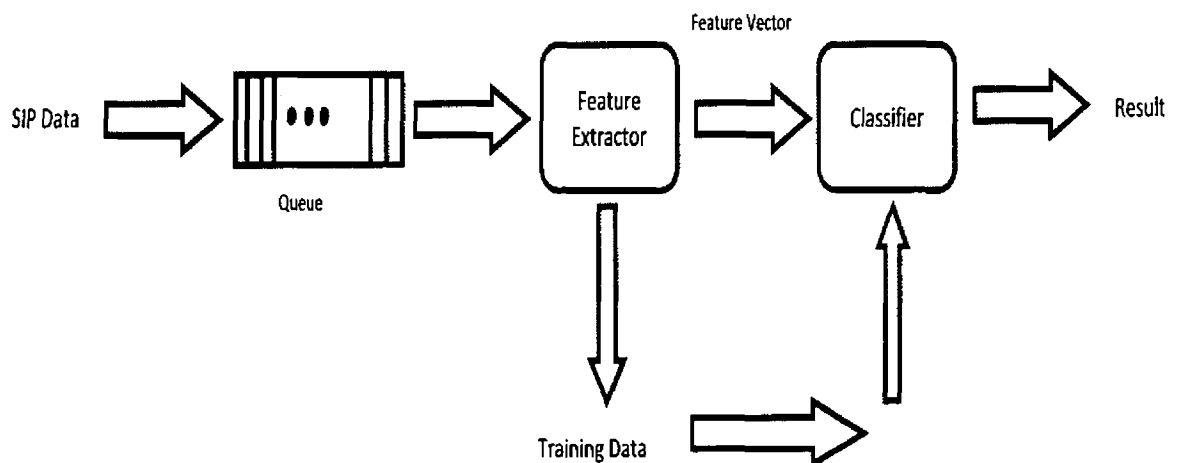 Feature Vector
SIP Data
Queue
Feature
Extractor
Classifier
Result
Training Data